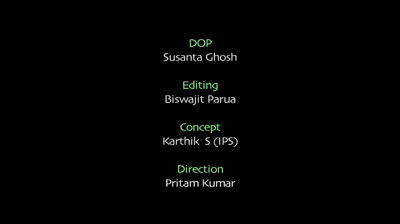 DOP
Susanta Ghosh
Editing
Biswajit Parua
Concept
Karthik S (IPS)
Direction
Pritam Kumar